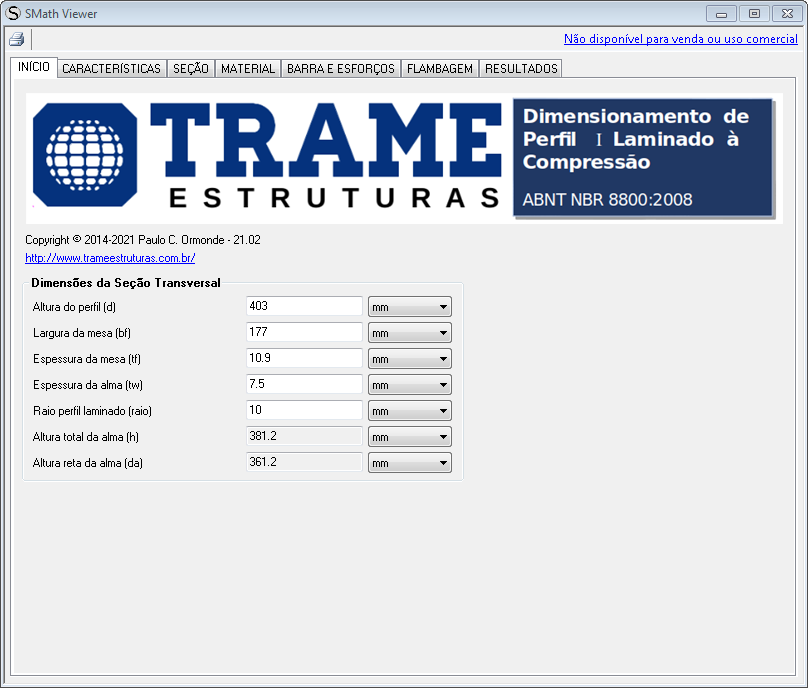 SMath Viewer
Não disponível para venda ou uso comercial
INÍCIO CARACTERÍSTICAS SEÇÃO MATERIAL BARRA E ESFORÇOS FLAMBAGEM RESULTADOS
TRAME
ESTRUTURAS
Dimensionamento de
Perfil I Laminado à
Compressão
ABNT NBR 8800:2008
Copyright © 2014-2021 Paulo C. Ormonde - 21.02
http://www.trameestruturas.com.br/
Dimensões da Seção Transversal
Altura do perfil (d) 403 mm
Largura da mesa (bf) 177 mm
Espessura da mesa (tf) 10.9 mm
Espessura da alma (tw) 7.5 mm
Raio perfil laminado (raio) 10 mm
Altura total da alma (h) 381.2 mm
Altura reta da alma (da) 361.2 mm